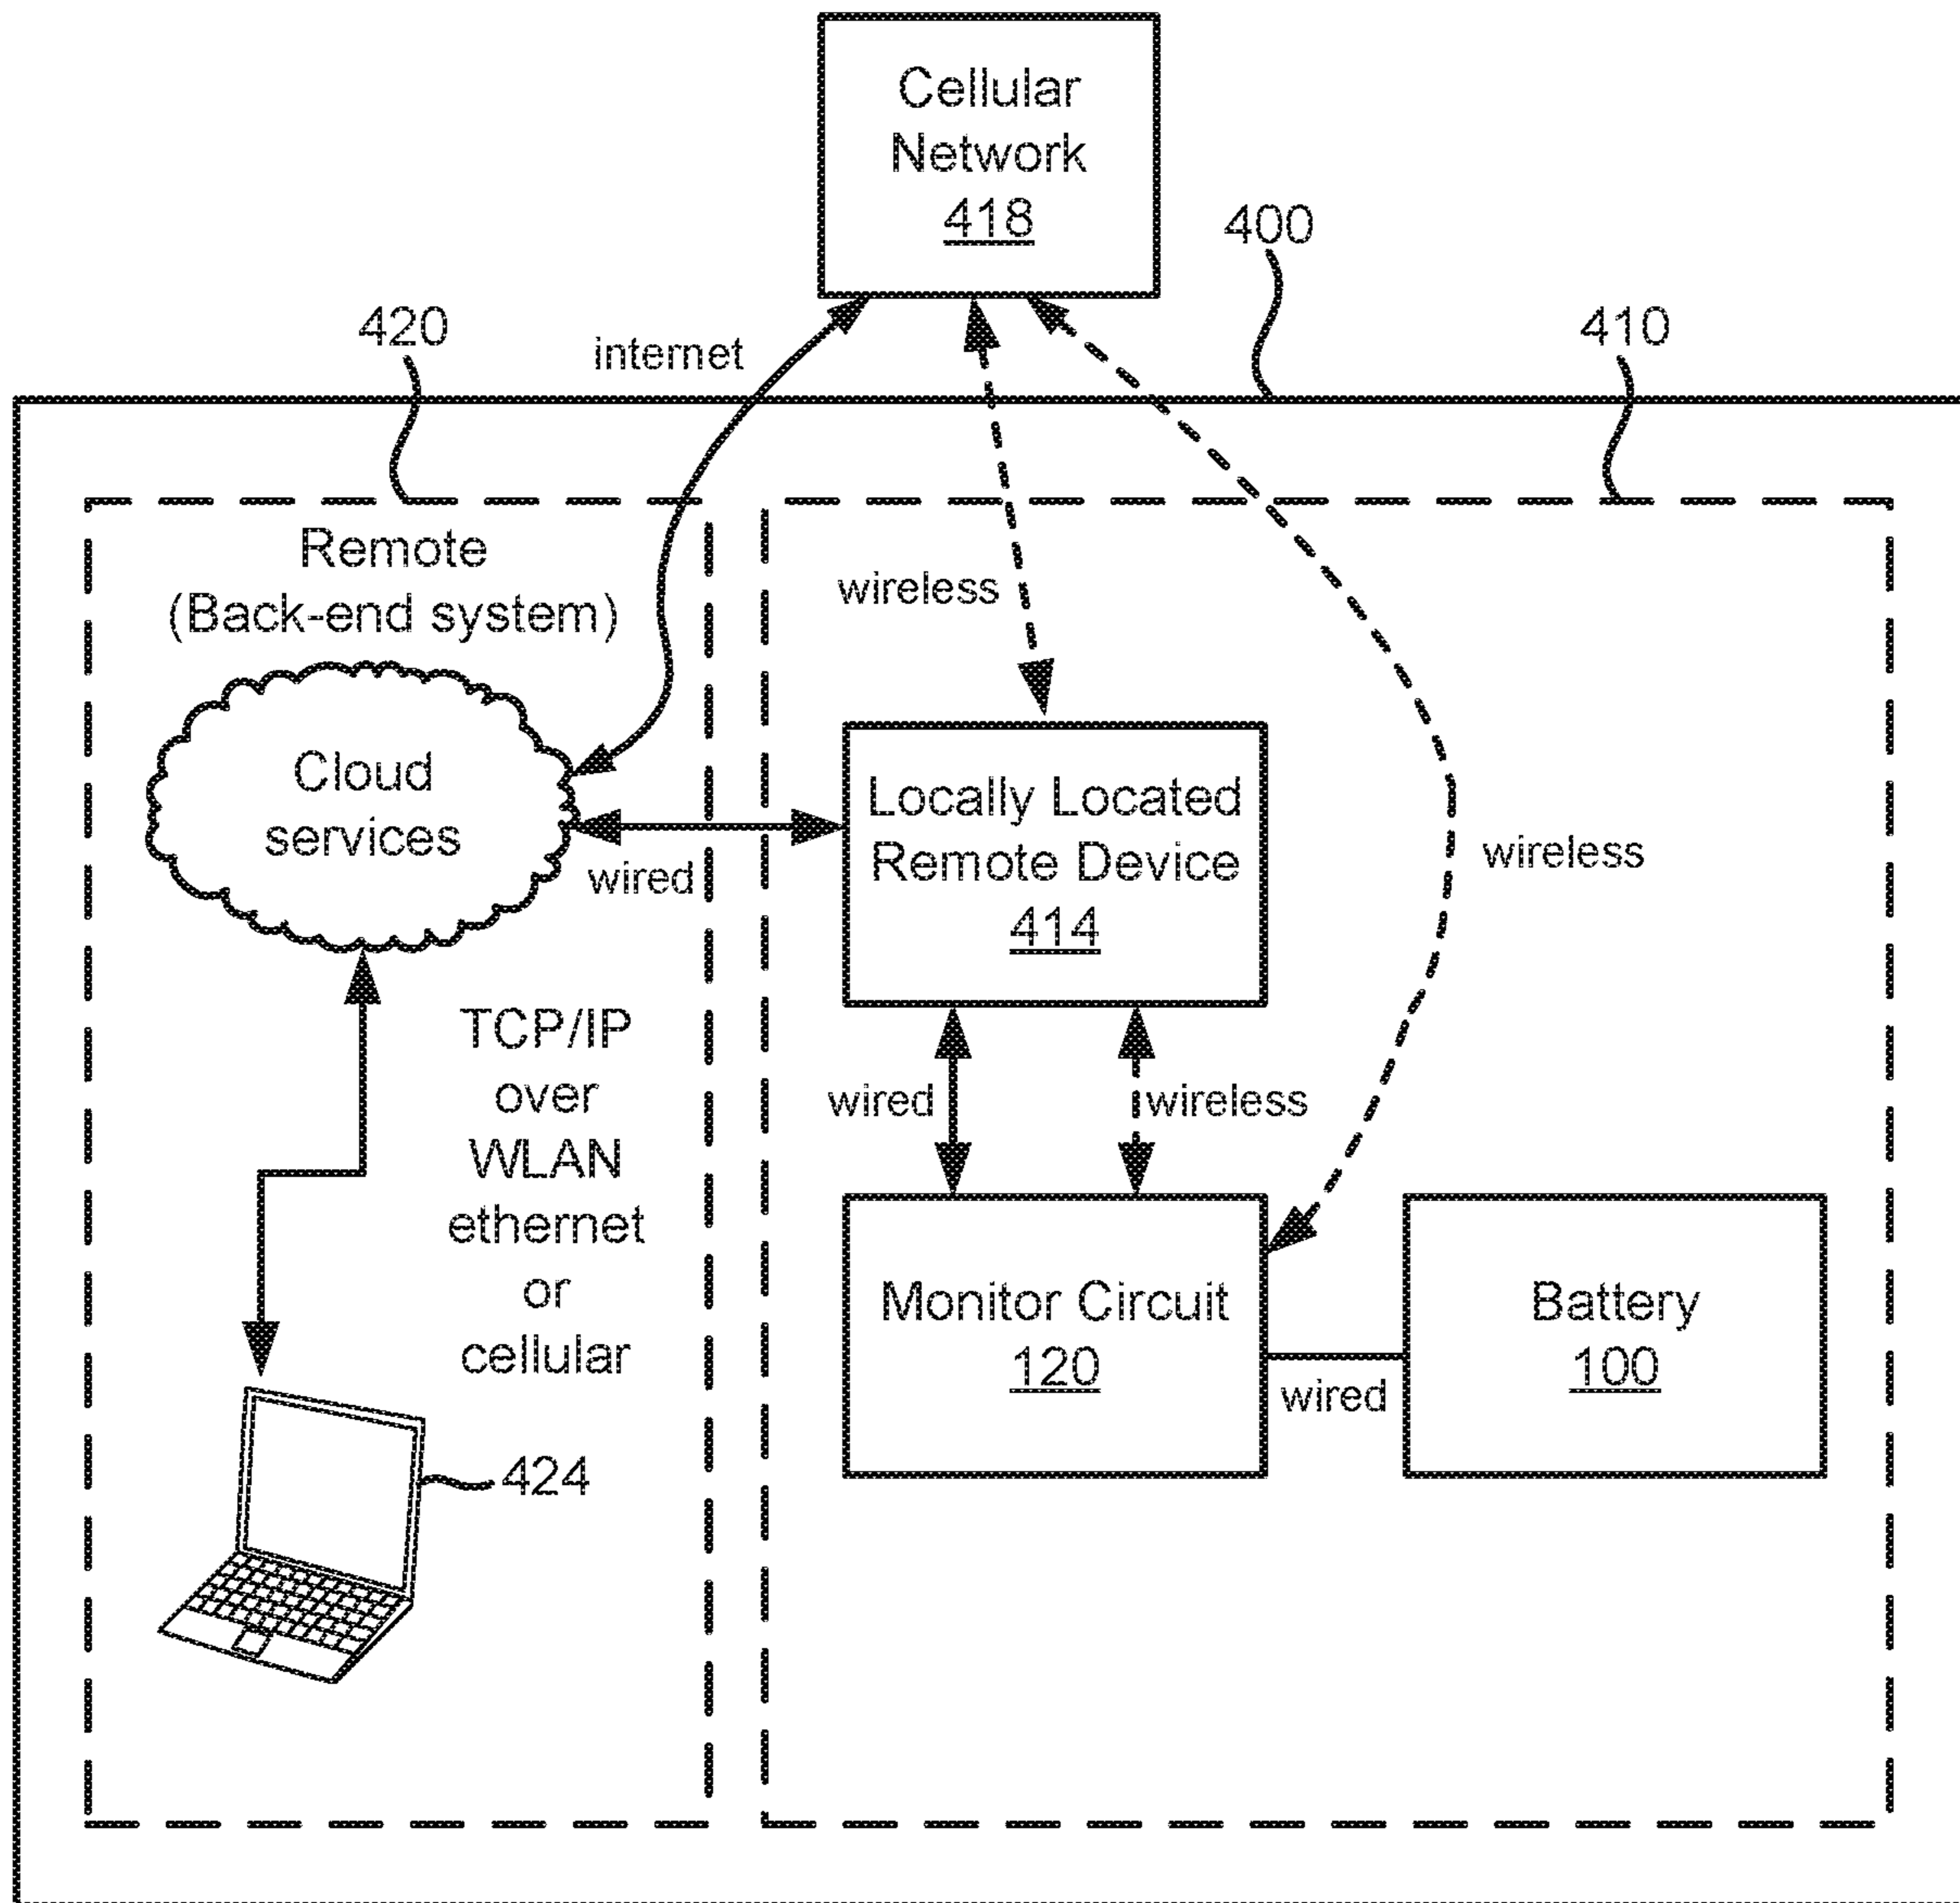 Cellular
Network
418
400
420
internet
410
Remote
(Back-end system)
wireless
Cloud
services
Locally Located
Remote Device
414
wired
wireless
TCP/IP
over
WLAN
ethernet
or
cellular
wired
wireless
Monitor Circuit
120
Battery
100
wired
424